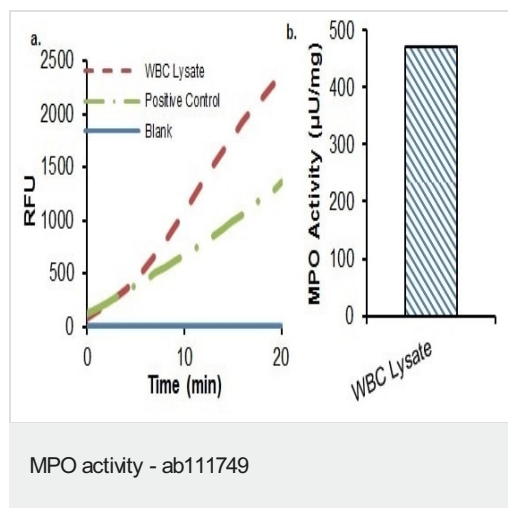 a.
2500
2000
1500
1000
500
0
RFU
WBC Lysate
Positive Control
Blank
0 10 20
Time (min)
b.
500
400
300
200
100
0
MPO Activity (µU/mg)
WBC Lysate
MPO activity - ab111749